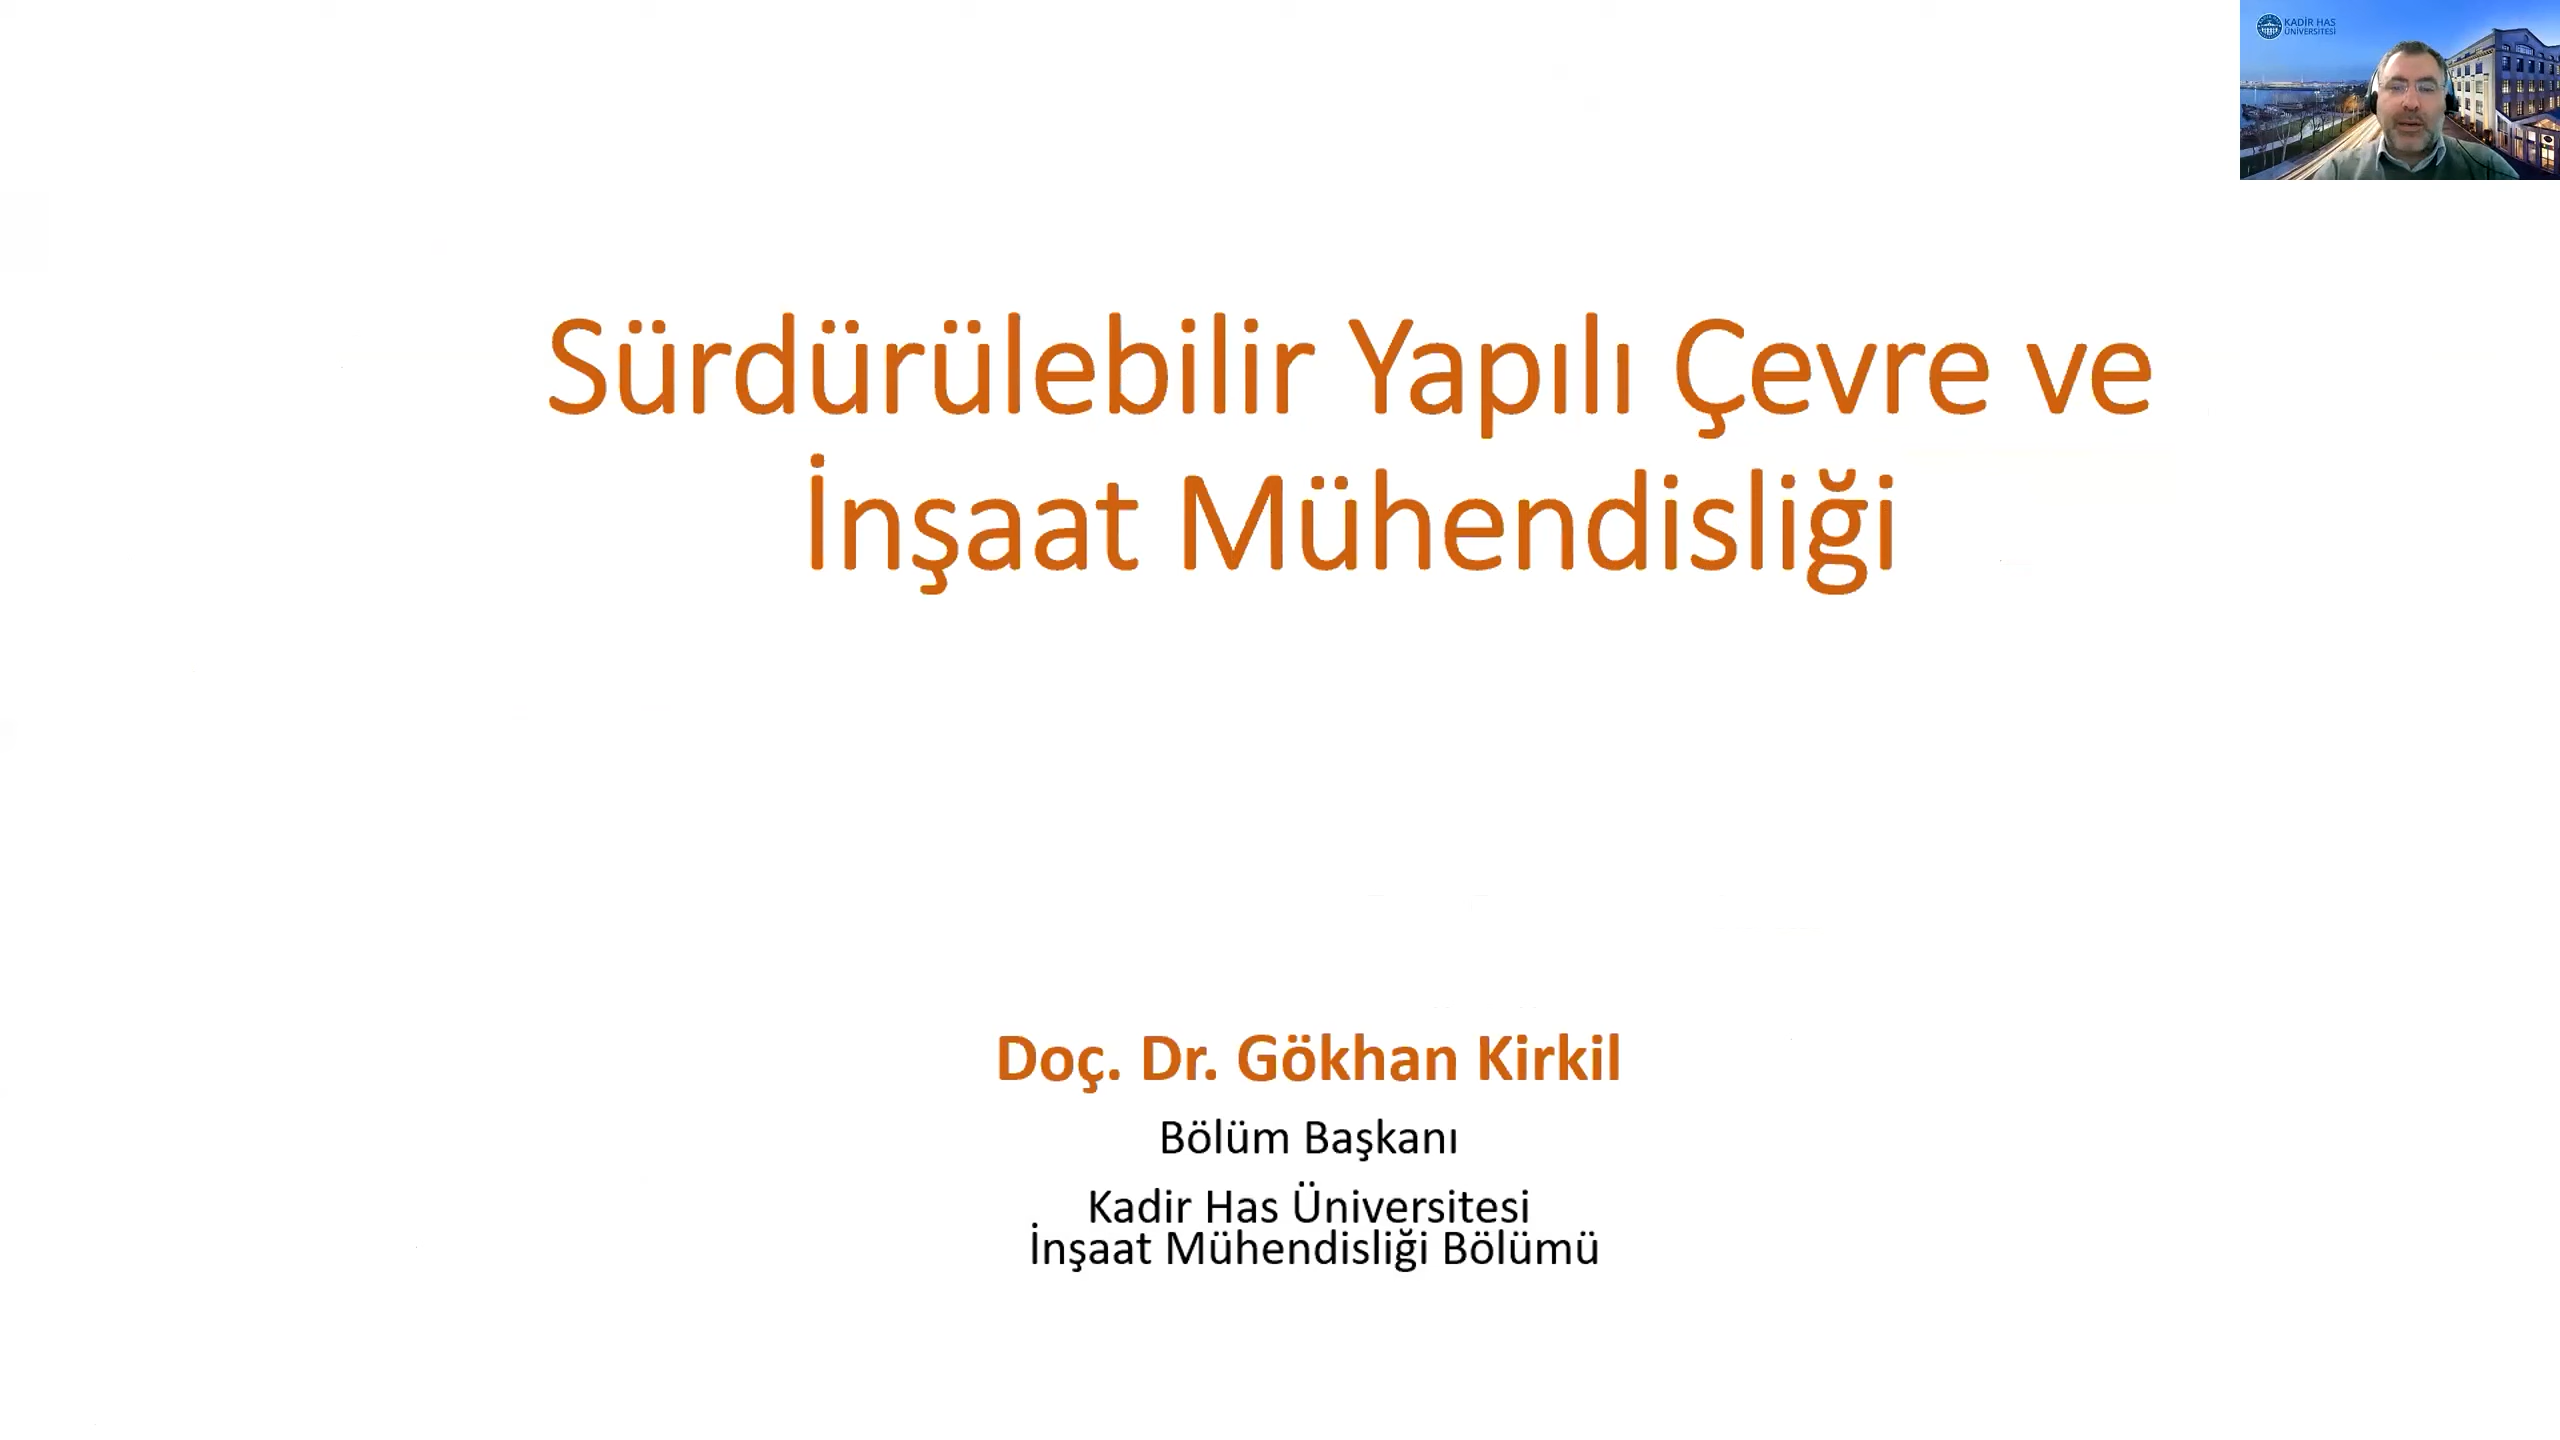 KADİR HAS
ÜNİVERSİTESİ
Sürdürülebilir Yapılı Çevre ve
İnşaat Mühendisliği
Doç. Dr. Gökhan Kirkil
Bölüm Başkanı
Kadir Has Üniversitesi
İnşaat Mühendisliği Bölümü